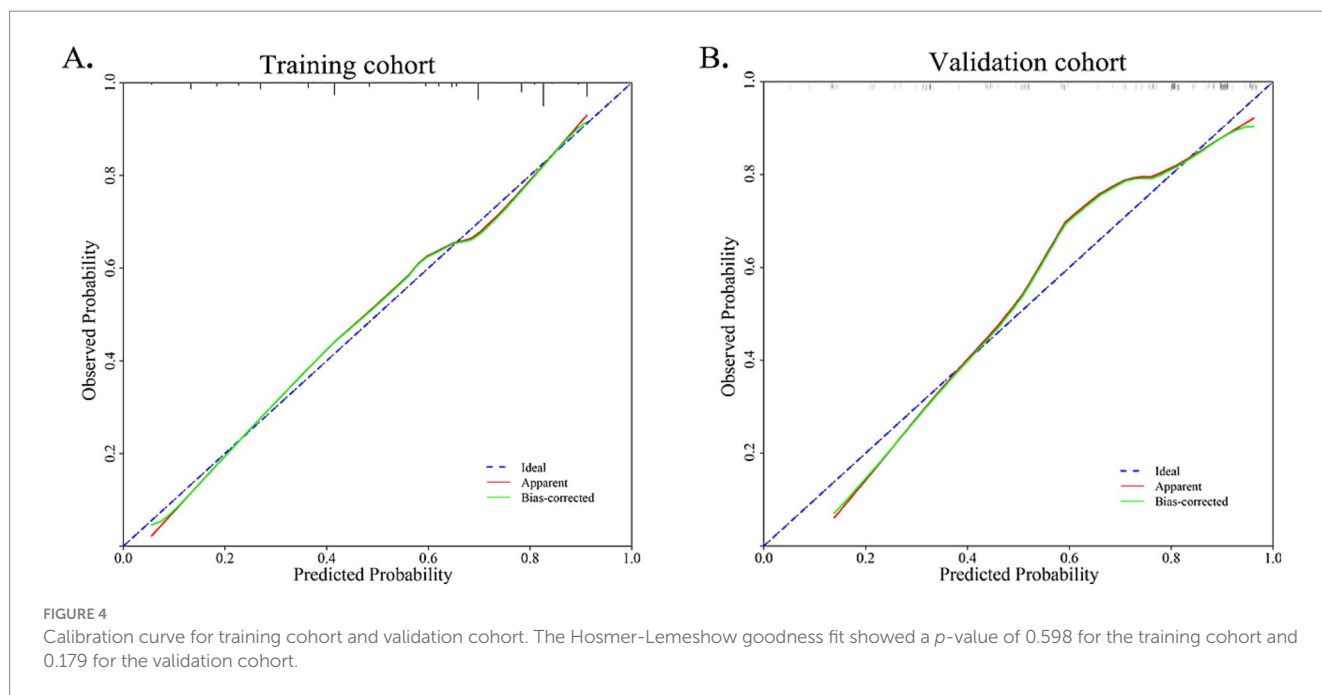 A.
Training cohort
1.0
0.8
0.6
0.4
0.2
Observed Probability
Ideal
Apparent
Bias-corrected
0.0 0.2 0.4 0.6 0.8 1.0
Predicted Probability
B.
Validation cohort
1.0
0.8
0.6
0.4
0.2
Observed Probability
Ideal
Apparent
Bias-corrected
0.0 0.2 0.4 0.6 0.8 1.0
Predicted Probability
FIGURE 4
Calibration curve for training cohort and validation cohort. The Hosmer-Lemeshow goodness fit showed a p-value of 0.598 for the training cohort and
0.179 for the validation cohort.